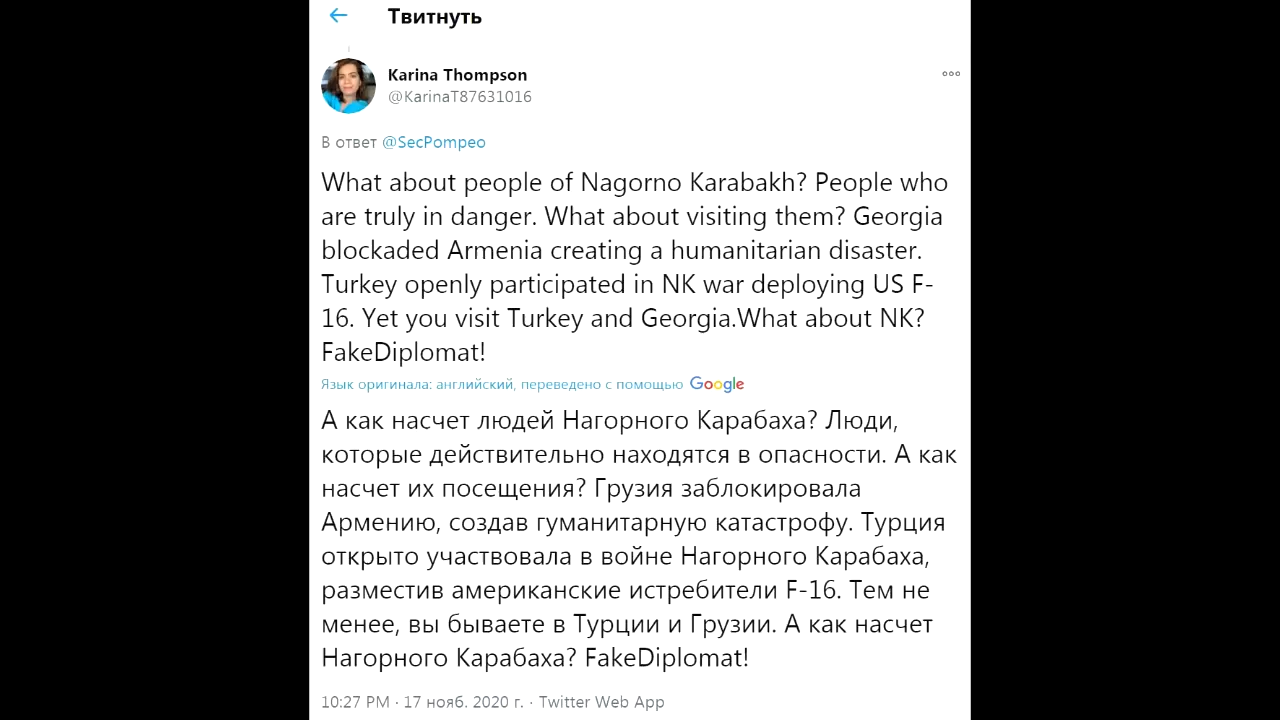 Твитнуть
Karina Thompson
@KarinaT87631016
В ответ @SecPompeo
What about people of Nagorno Karabakh? People who
are truly in danger. What about visiting them? Georgia
blockaded Armenia creating a humanitarian disaster.
Turkey openly participated in NK war deploying US F-
16. Yet you visit Turkey and Georgia.What about NK?
FakeDiplomat!
Язык оригинала: английский, переведено с помощью Google
А как насчет людей Нагорного Карабаха? Люди,
которые действительно находятся в опасности. А как
насчет их посещения? Грузия заблокировала
Армению, создав гуманитарную катастрофу. Турция
открыто участвовала в войне Нагорного Карабаха,
разместив американские истребители F-16. Тем не
менее, вы бываете в Турции и Грузии. А как насчет
Нагорного Карабаха? FakeDiplomat!
10:27 PM · 17 нояб. 2020 г. · Twitter Web App